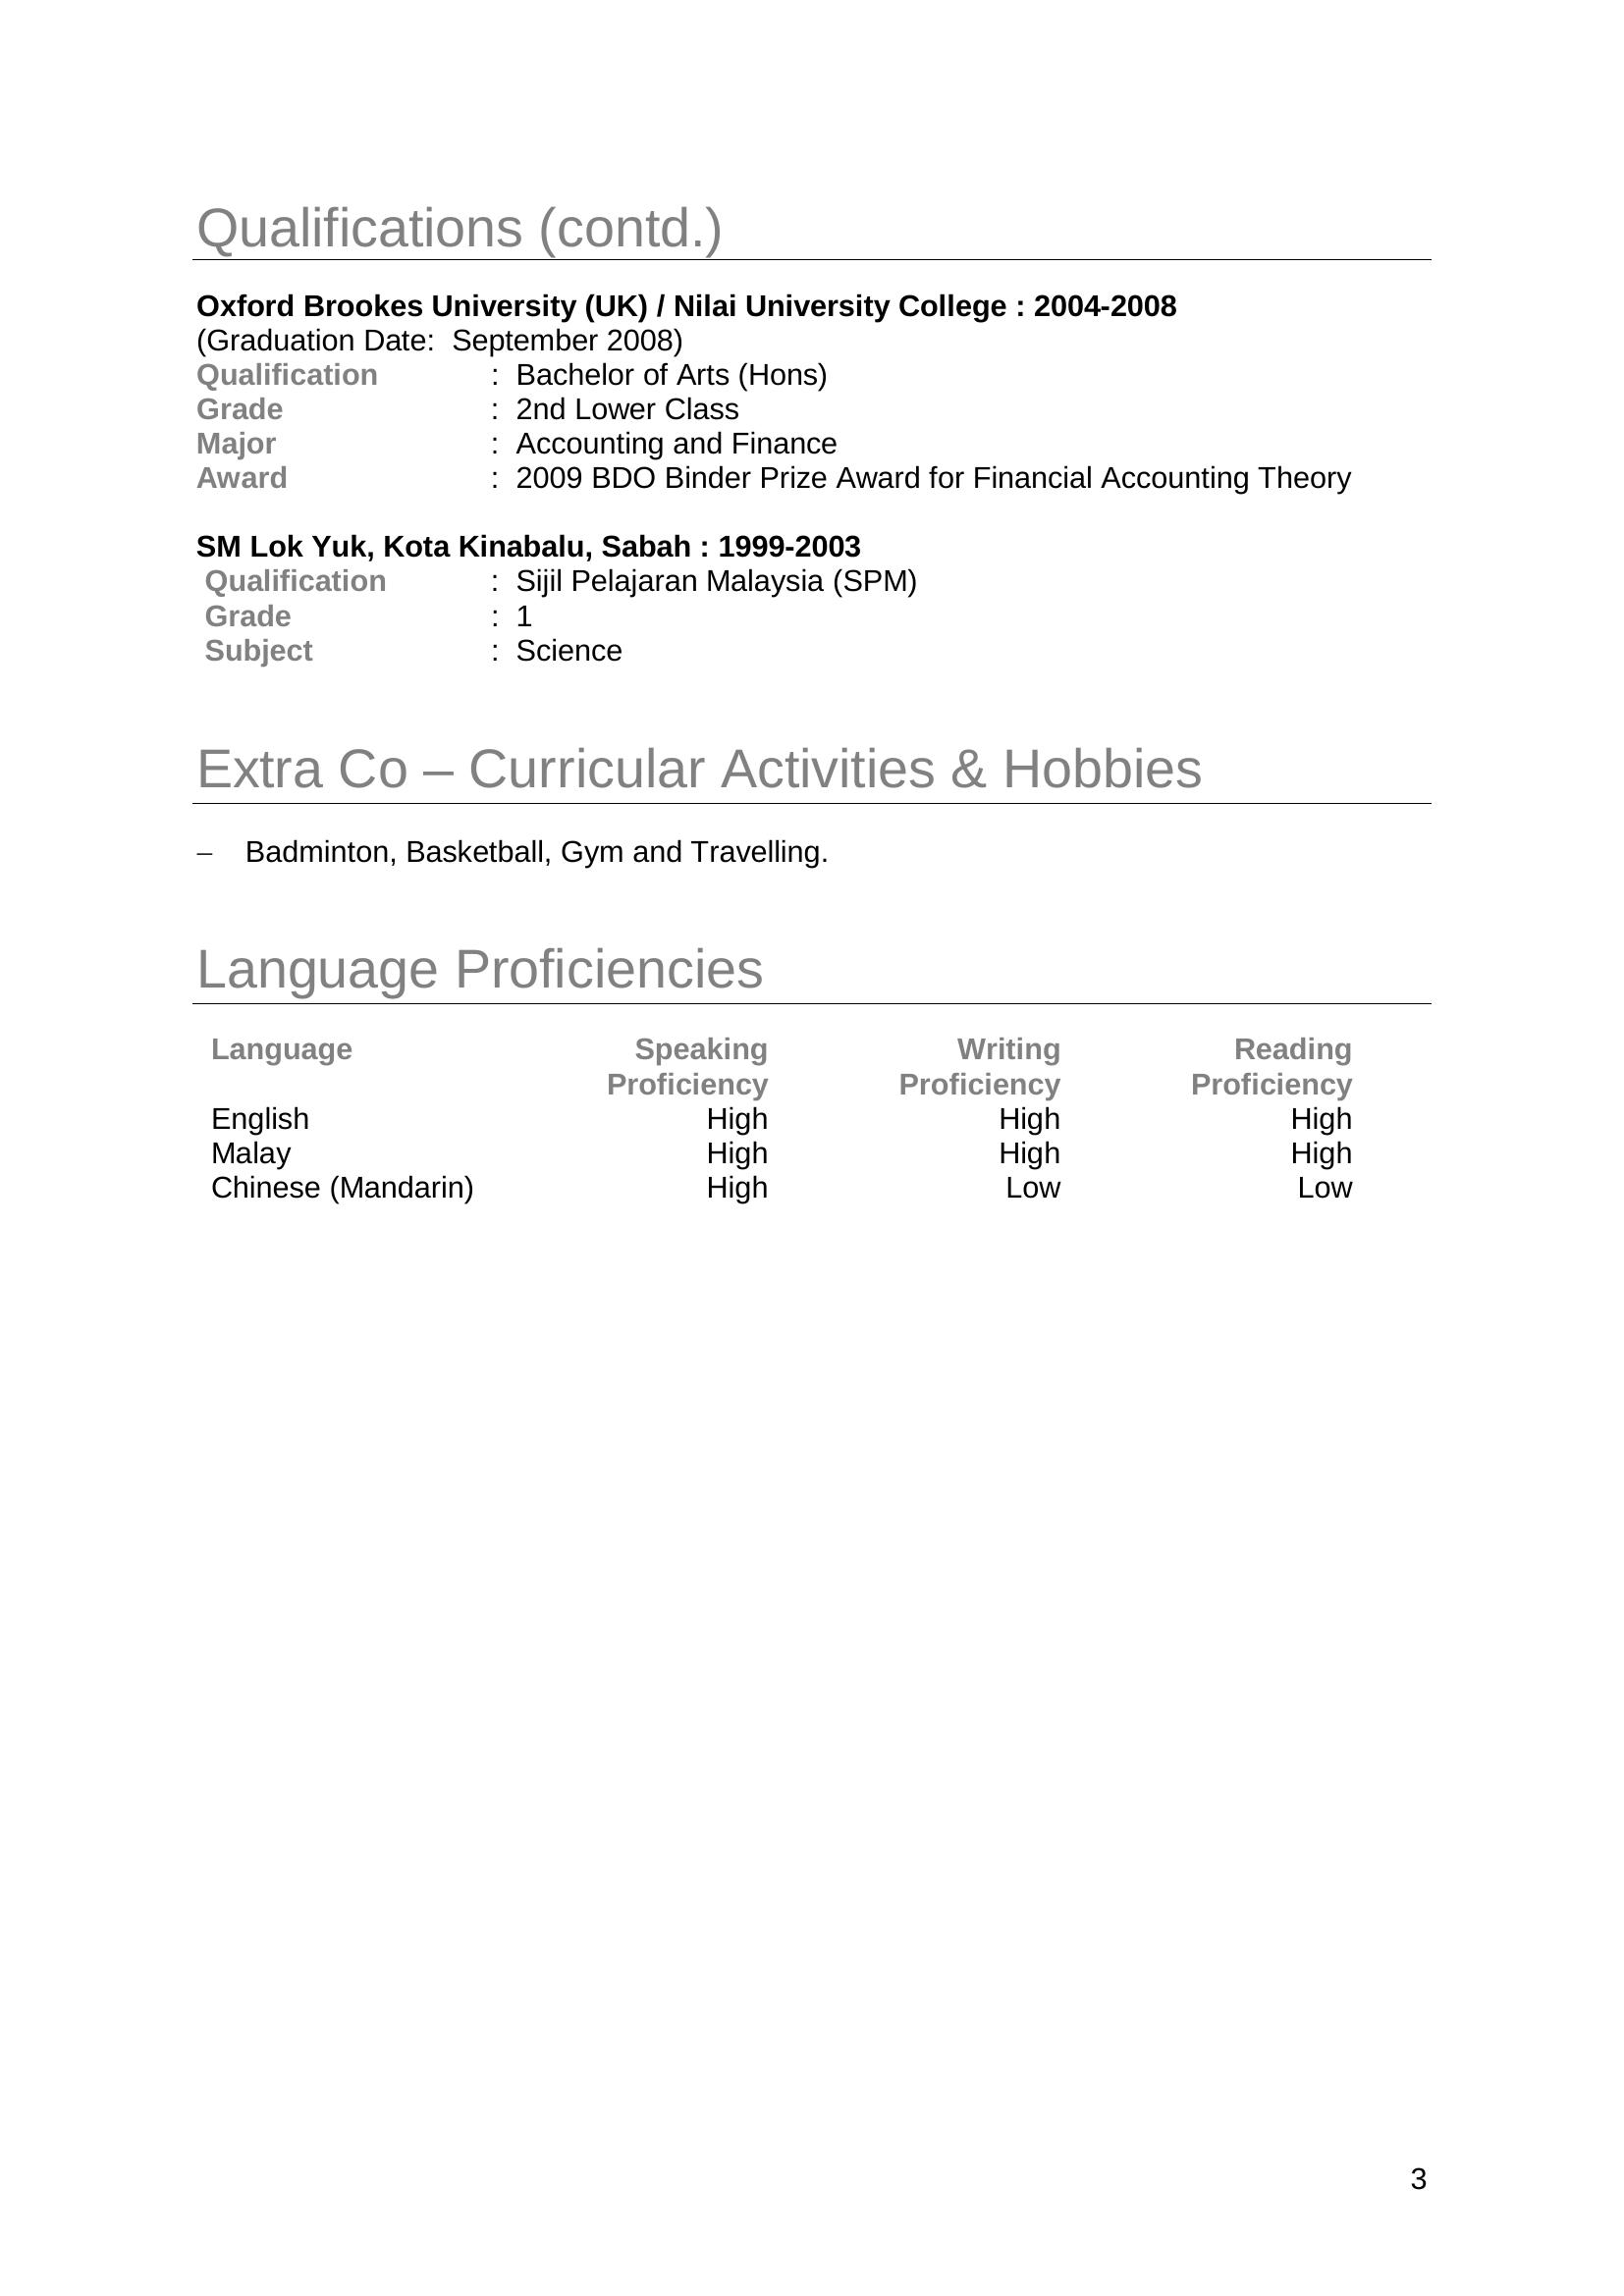 Qualifications (contd.)
Oxford Brookes University (UK) / Nilai University College : 2004-2008
(Graduation Date:  September 2008)
Qualification : Bachelor of Arts (Hons)
Grade : 2nd Lower Class
Major : Accounting and Finance
Award : 2009 BDO Binder Prize Award for Financial Accounting Theory
SM Lok Yuk, Kota Kinabalu, Sabah : 1999-2003
Qualification : Sijil Pelajaran Malaysia (SPM)
Grade : 1
Subject : Science
Extra Co – Curricular Activities & Hobbies
– Badminton, Basketball, Gym and Travelling.
Language Proficiencies
Language Speaking Writing Reading
Proficiency Proficiency Proficiency
English High High High
Malay High High High
Chinese (Mandarin) High Low Low
3